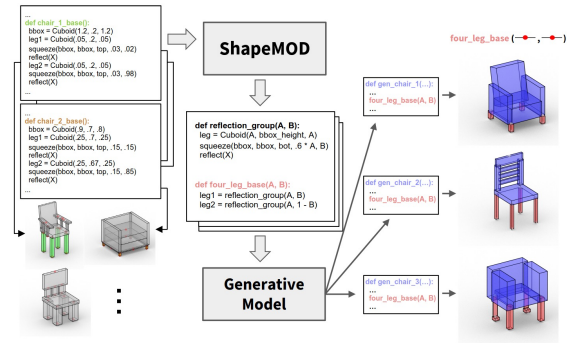 ...
def chair_1_base():
bbox = Cuboid(1.2, .2, 1.2)
leg1 = Cuboid(.05, .2, .05)
squeeze(bbox, bbox, top, .03, .02)
reflect(X)
leg2 = Cuboid(.05, .2, .05)
squeeze(bbox, bbox, top, .03, .98)
reflect(X)
...
...
def chair_2_base():
bbox = Cuboid(.9, .7, .8)
leg1 = Cuboid(.25, .7, .25)
squeeze(bbox, bbox, top, .15, .15)
reflect(X)
leg2 = Cuboid(.25, .67, .25)
squeeze(bbox, bbox, top, .15, .85)
reflect(X)
...
ShapeMOD
def reflection_group(A, B):
leg = Cuboid(A, bbox_height, A)
squeeze(bbox, bbox, bot, .6 * A, B)
reflect(X)
def four_leg_base(A, B):
leg1 = reflection_group(A, B)
leg2 = reflection_group(A, 1 - B)
Generative
Model
four_leg_base ( , )
def gen_chair_1(...):
...
four_leg_base(A, B)
...
def gen_chair_2(...):
...
four_leg_base(A, B)
...
def gen_chair_3(...):
...
four_leg_base(A, B)
...